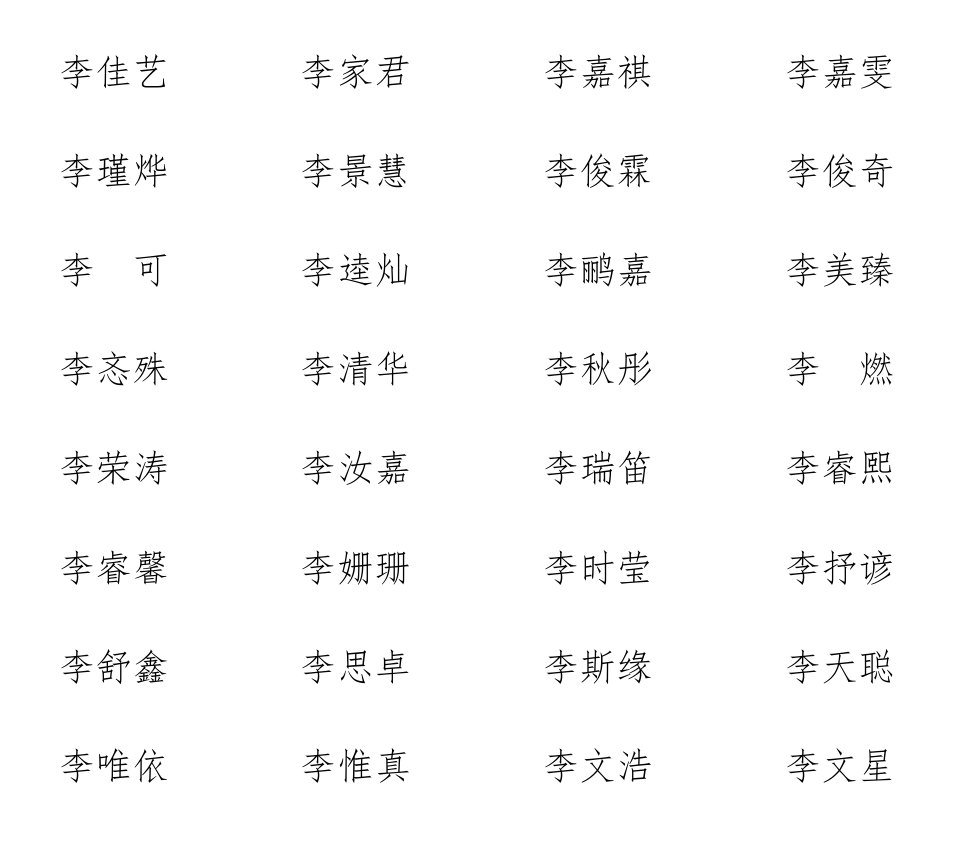 李佳艺 李家君 李嘉祺 李嘉雯
李瑾烨 李景慧 李俊霖 李俊奇
李　可 李逵灿 李鹂嘉 李美臻
李忞殊 李清华 李秋彤 李　燃
李荣涛 李汝嘉 李瑞笛 李睿熙
李睿馨 李姗珊 李时莹 李抒谚
李舒鑫 李思卓 李斯缘 李天聪
李唯依 李惟真 李文浩 李文星